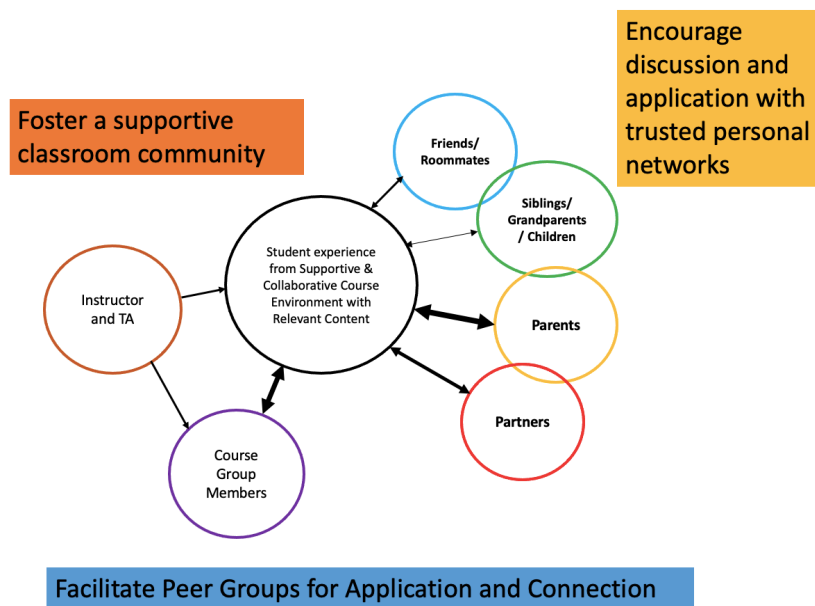 Encourage
discussion and
application with
trusted personal
networks
Foster a supportive
classroom community
Friends/
Roommates
Siblings/
Grandparents
/ Children
Student experience
from Supportive &
Collaborative Course
Environment with
Relevant Content
Instructor
and TA
Parents
Partners
Course
Group
Members
Facilitate Peer Groups for Application and Connection